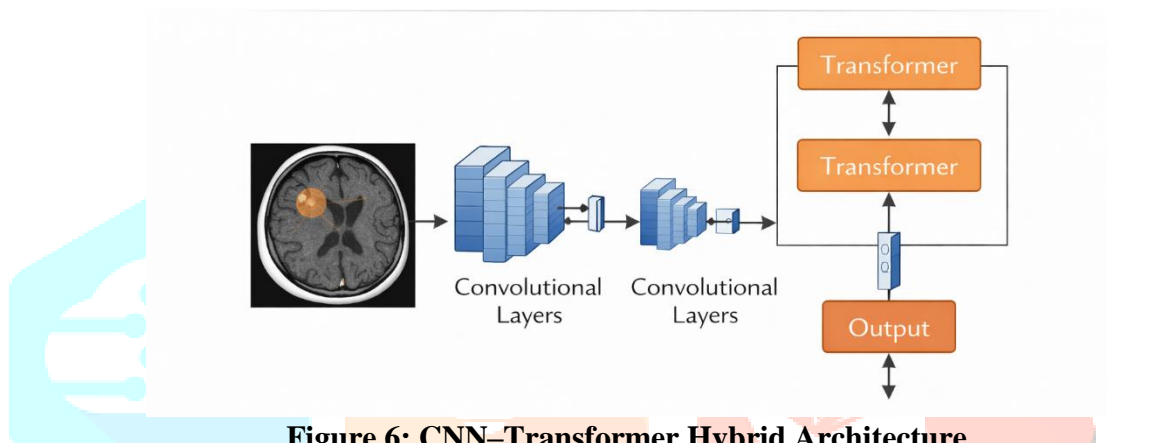 Transformer
Transformer
Convolutional
Layers
Convolutional
Layers
Output
Figure 6: CNN–Transformer Hybrid Architecture